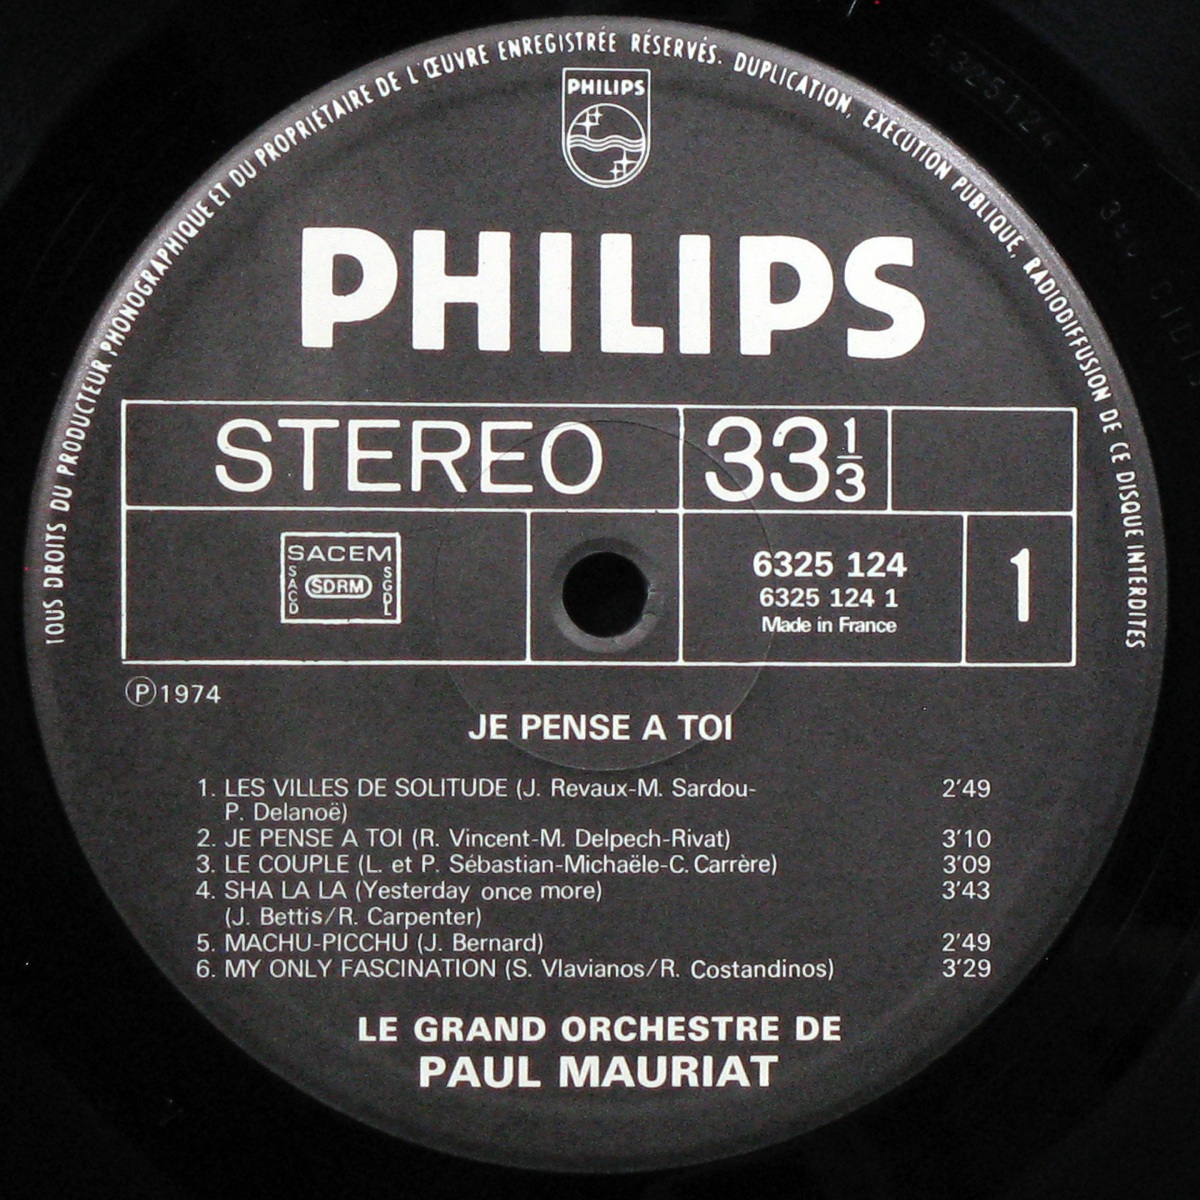 TOUS DROITS DU PRODUCTEUR PHONOGRAPHIQUE ET DU PROPRIÉTAIRE DE L'ŒUVRE ENREGISTRÉE RÉSERVÉS. DUPLICATION, EXÉCUTION PUBLIQUE, RADIODIFFUSION DE CE DISQUE INTERDITES
PHILIPS
PHILIPS
STEREO 33 1/3
SACEM
SACD SDRM SGDL
6325 124
6325 124 1
Made in France
1
Ⓟ1974
JE PENSE A TOI
1. LES VILLES DE SOLITUDE (J. Revaux-M. Sardou- 2'49
P. Delanoë)
2. JE PENSE A TOI (R. Vincent-M. Delpech-Rivat) 3'10
3. LE COUPLE (L. et P. Sébastian-Michaële-C. Carrère) 3'09
4. SHA LA LA (Yesterday once more) 3'43
(J. Bettis/R. Carpenter)
5. MACHU-PICCHU (J. Bernard) 2'49
6. MY ONLY FASCINATION (S. Vlavianos/R. Costandinos) 3'29
LE GRAND ORCHESTRE DE
PAUL MAURIAT